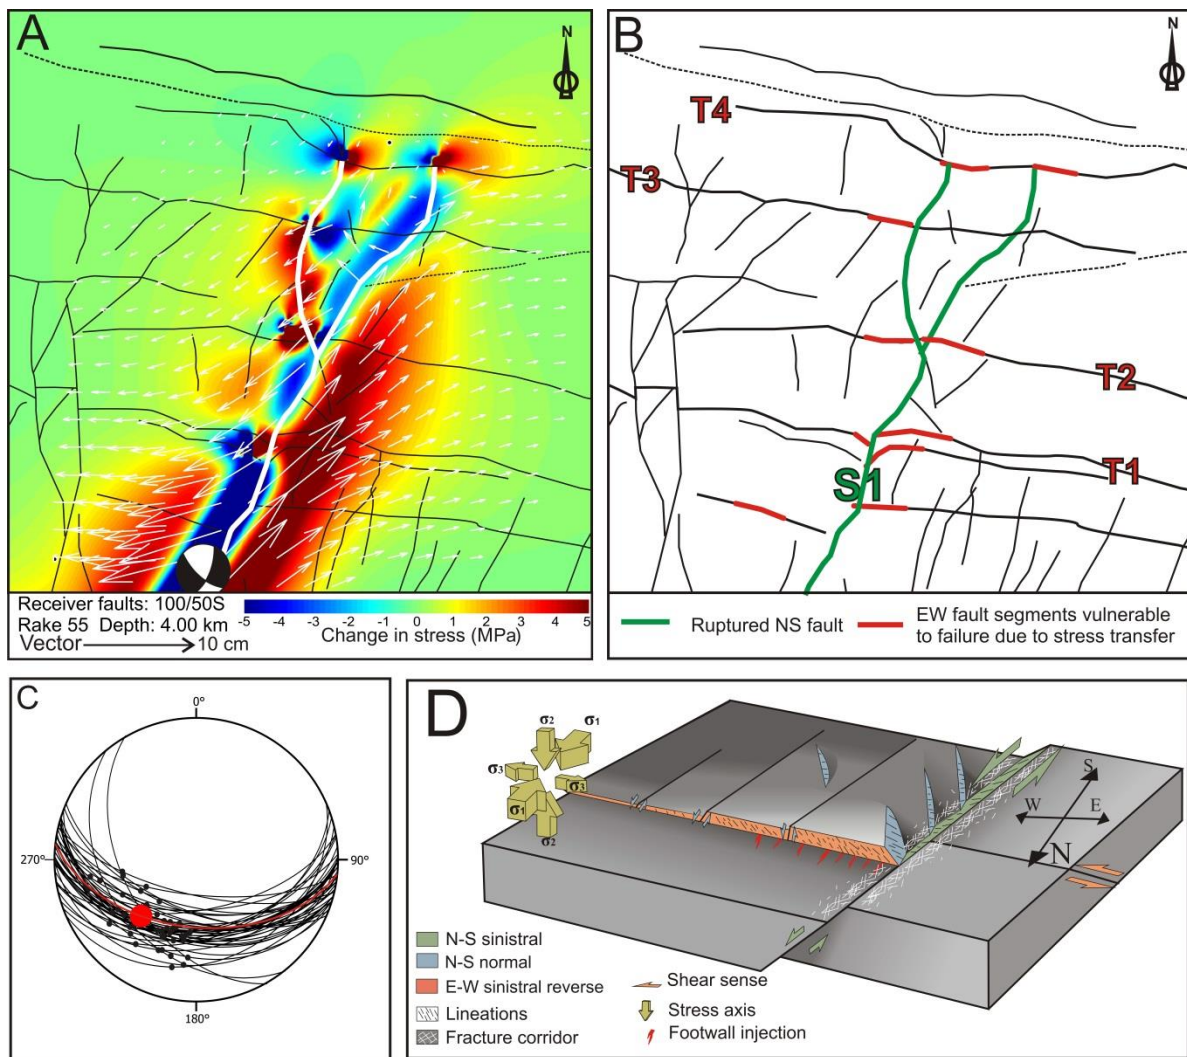 A
N
Receiver faults: 100/50S
Rake 55 Depth: 4.00 km
Vector 10 cm
-5 -4 -3 -2 -1 0 1 2 3 4 5
Change in stress (MPa)
B
N
T4
T3
T2
T1
S1
Ruptured NS fault
EW fault segments vulnerable
to failure due to stress transfer
C
0°
270°
90°
180°
D
σ2
σ1
σ3
σ3
σ1
σ2
S
W
E
N
N-S sinistral
N-S normal
E-W sinistral reverse
Lineations
Fracture corridor
Shear sense
Stress axis
Footwall injection